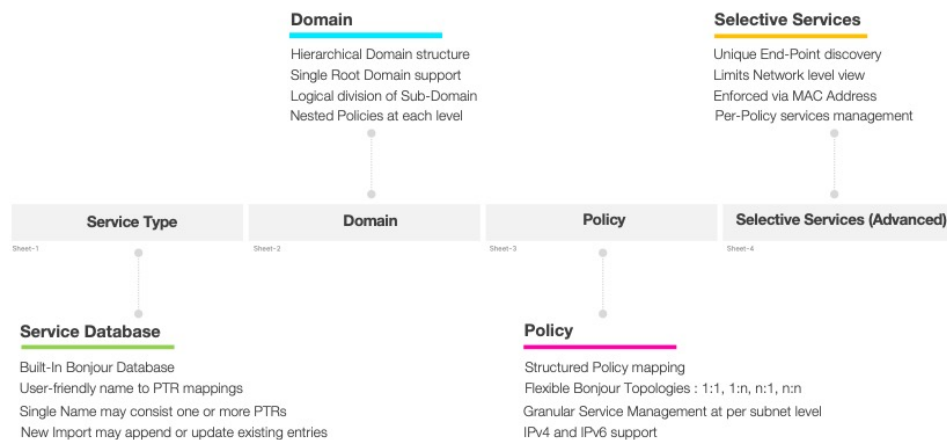 Domain
Hierarchical Domain structure
Single Root Domain support
Logical division of Sub-Domain
Nested Policies at each level
Selective Services
Unique End-Point discovery
Limits Network level view
Enforced via MAC Address
Per-Policy services management
Service Type
Domain
Policy
Selective Services (Advanced)
Sheet-1
Sheet-2
Sheet-3
Sheet-4
Service Database
Built-In Bonjour Database
User-friendly name to PTR mappings
Single Name may consist one or more PTRs
New Import may append or update existing entries
Policy
Structured Policy mapping
Flexible Bonjour Topologies : 1:1, 1:n, n:1, n:n
Granular Service Management at per subnet level
IPv4 and IPv6 support